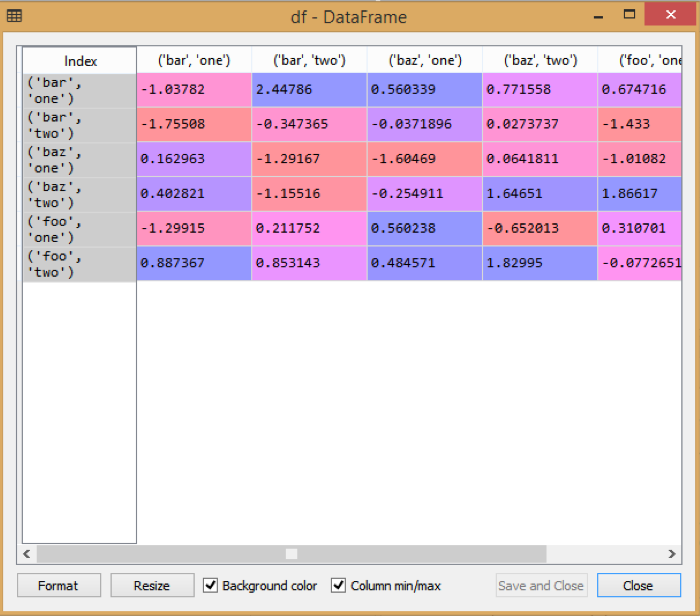 df - DataFrame
Index ('bar', 'one') ('bar', 'two') ('baz', 'one') ('baz', 'two') ('foo', 'one
('bar', 'one') -1.03782 2.44786 0.560339 0.771558 0.674716
('bar', 'two') -1.75508 -0.347365 -0.0371896 0.0273737 -1.433
('baz', 'one') 0.162963 -1.29167 -1.60469 0.0641811 -1.01082
('baz', 'two') 0.402821 -1.15516 -0.254911 1.64651 1.86617
('foo', 'one') -1.29915 0.211752 0.560238 -0.652013 0.310701
('foo', 'two') 0.887367 0.853143 0.484571 1.82995 -0.0772651
Format Resize Background color Column min/max Save and Close Close